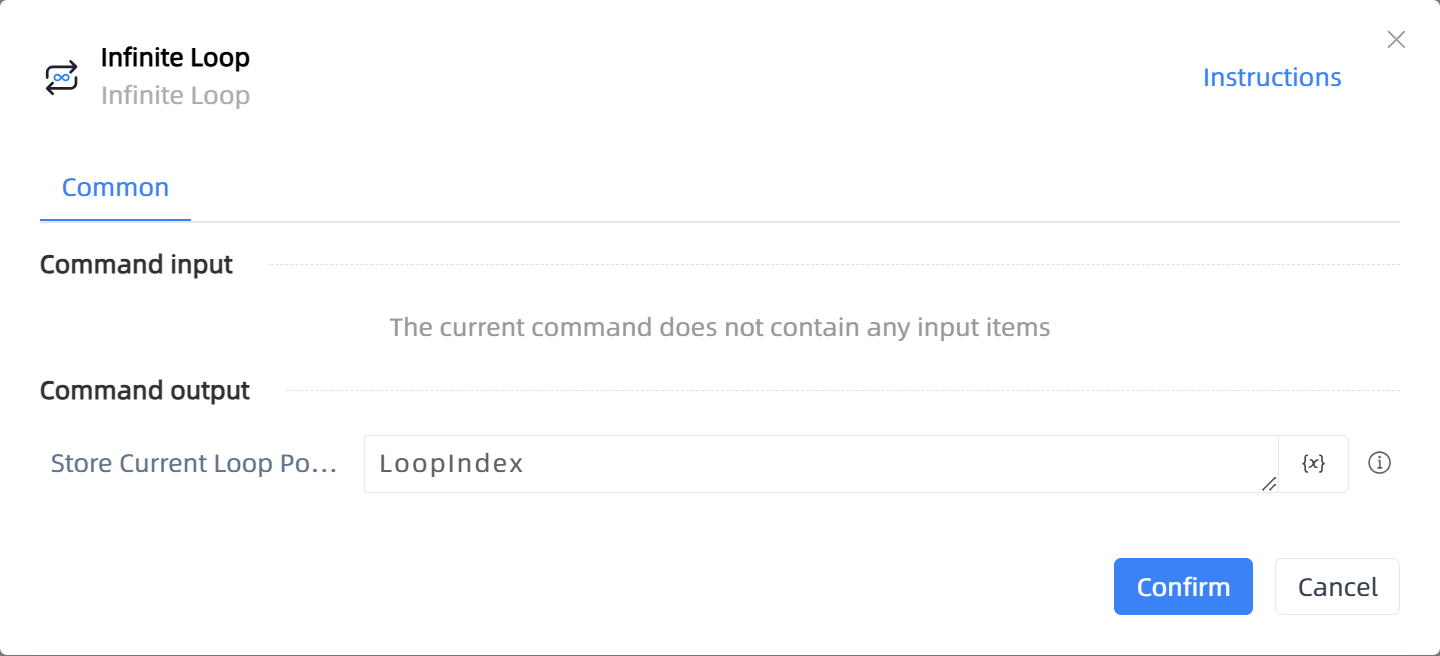 Infinite Loop
Infinite Loop
Instructions
Common
Command input
The current command does not contain any input items
Command output
Store Current Loop Po...
LoopIndex
{x}
Confirm
Cancel